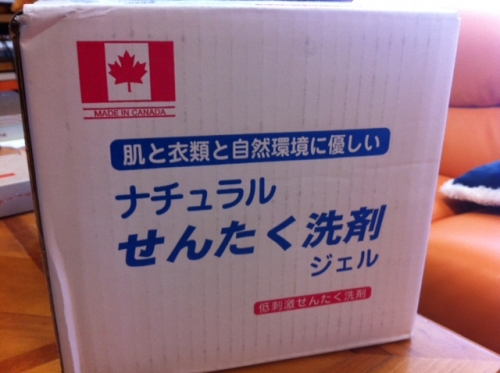 MADE IN CANADA
肌と衣類と自然環境に優しい
ナチュラル
せんたく洗剤
ジェル
低刺激せんたく洗剤